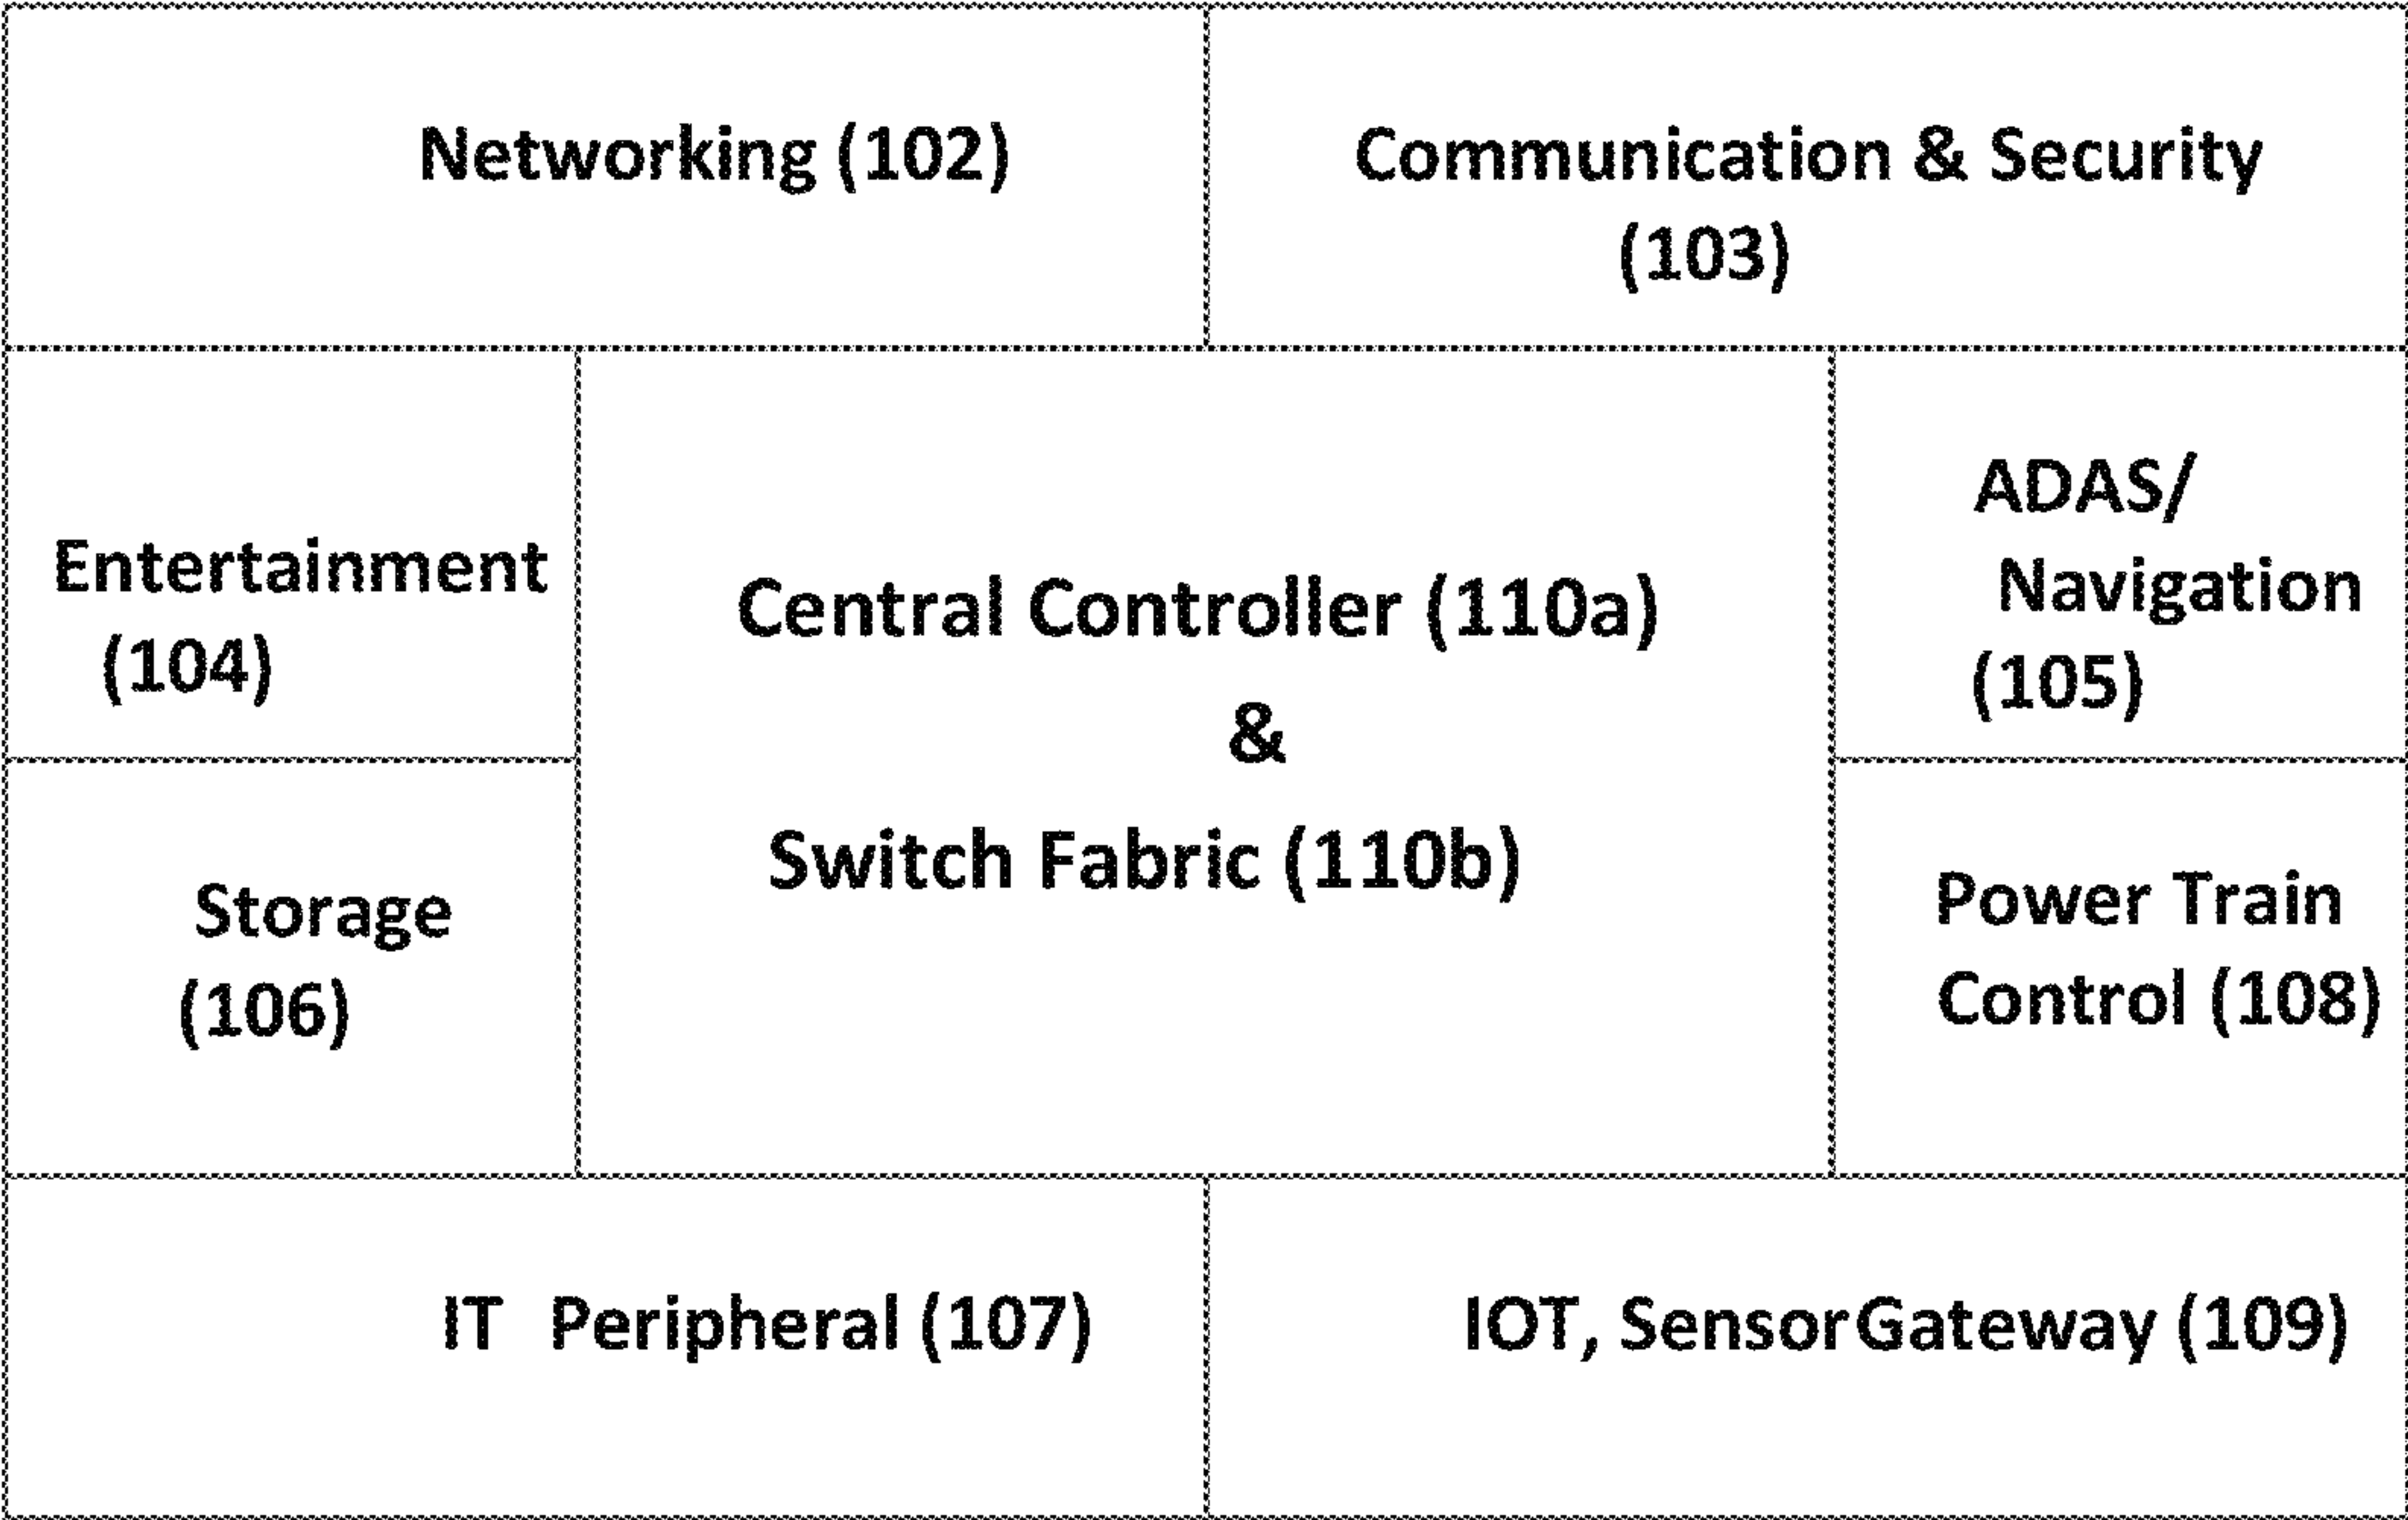 Networking (102)
Communication & Security
(103)
Entertainment
(104)
Central Controller (110a)
&
Switch Fabric (110b)
ADAS/
Navigation
(105)
Storage
(106)
Power Train
Control (108)
IT Peripheral (107)
IOT, SensorGateway (109)